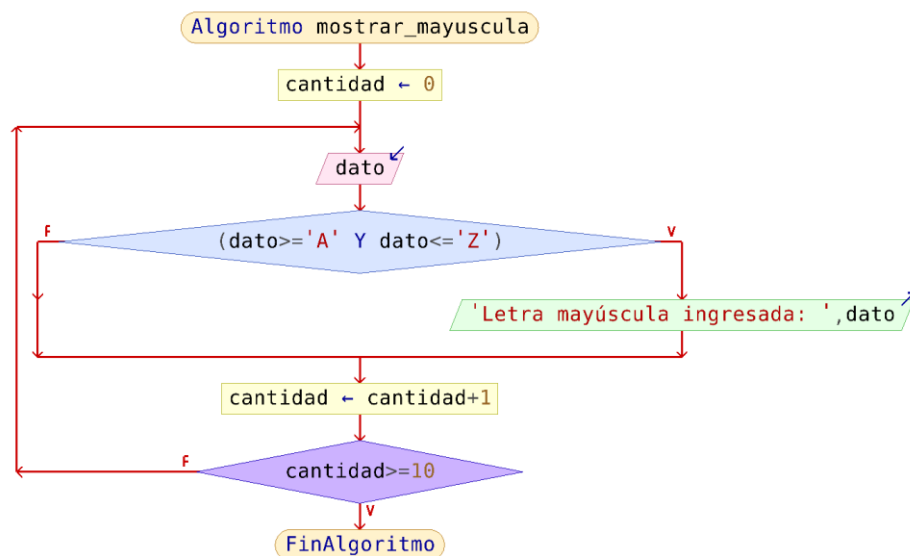 Algoritmo mostrar_mayuscula
cantidad ← 0
dato
F
(dato>='A' Y dato<='Z')
V
'Letra mayúscula ingresada: ',dato
cantidad ← cantidad+1
F
cantidad>=10
V
FinAlgoritmo